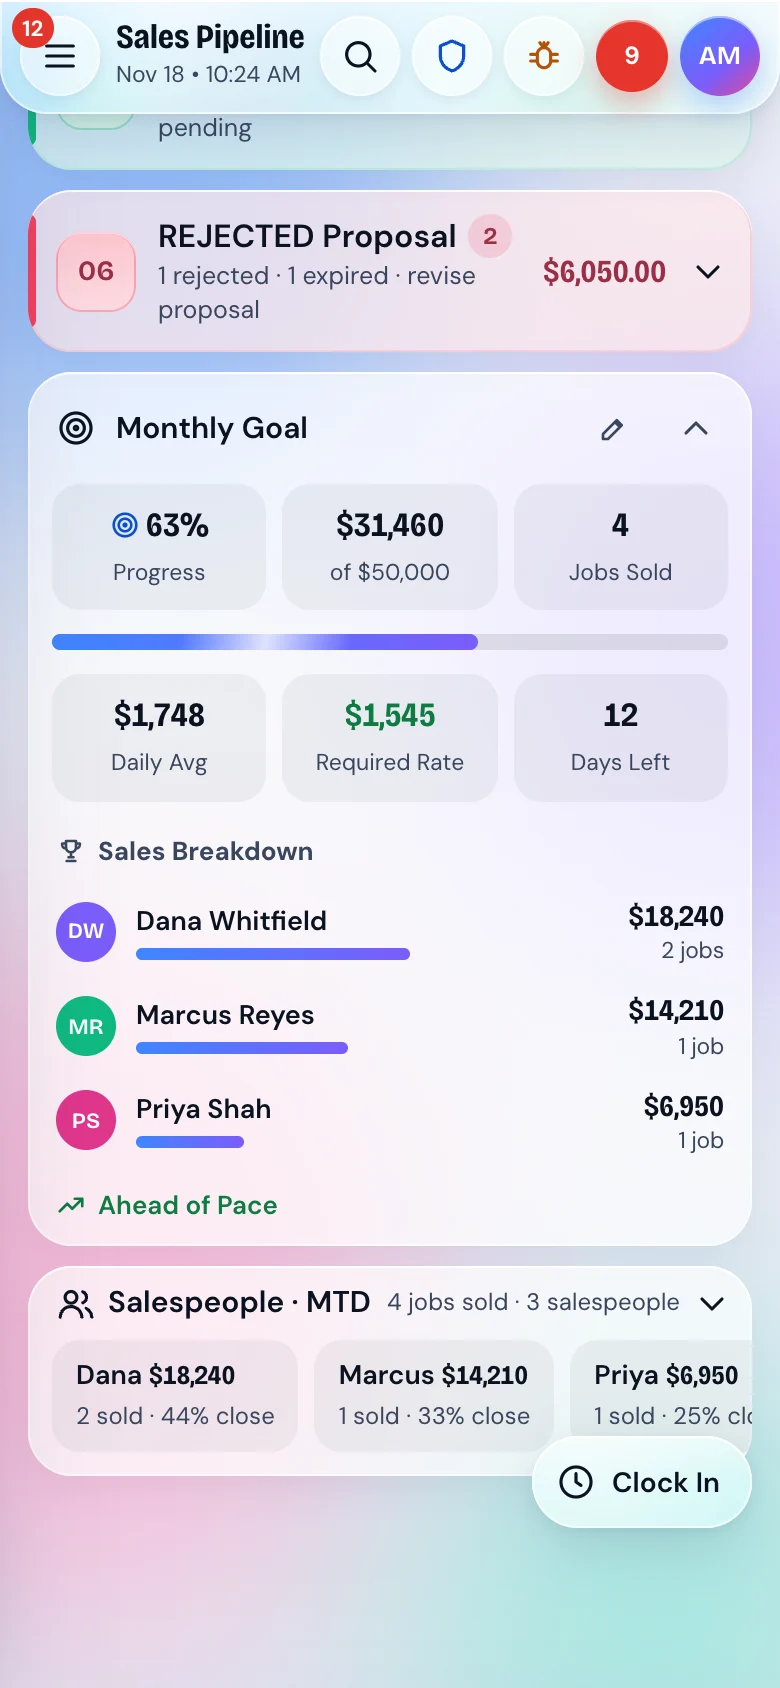 12
Sales Pipeline
Nov 18 • 10:24 AM
9
AM
pending
06
REJECTED Proposal 2
1 rejected · 1 expired · revise
proposal
$6,050.00
Monthly Goal
63%
Progress
$31,460
of $50,000
4
Jobs Sold
$1,748
Daily Avg
$1,545
Required Rate
12
Days Left
Sales Breakdown
DW
Dana Whitfield
$18,240
2 jobs
MR
Marcus Reyes
$14,210
1 job
PS
Priya Shah
$6,950
1 job
Ahead of Pace
Salespeople · MTD 4 jobs sold · 3 salespeople
Dana $18,240
2 sold · 44% close
Marcus $14,210
1 sold · 33% close
Priya $6,950
1 sold · 25%
Clock In